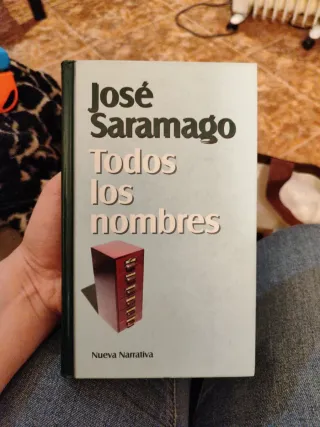 José
Saramago
Todos
los
nombres
Nueva Narrativa